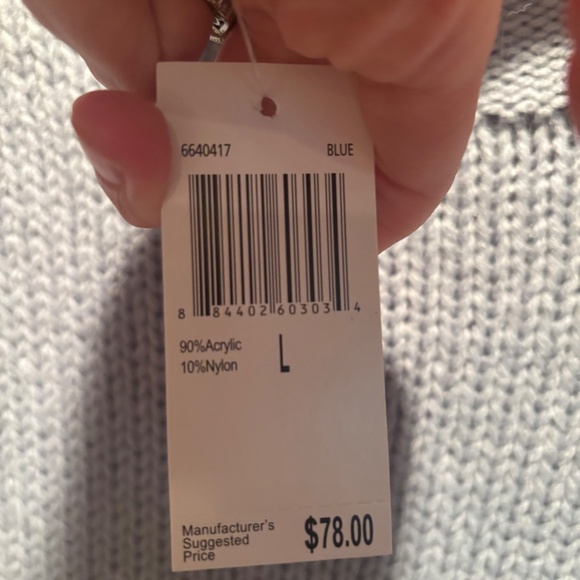 6640417 BLUE
8 84402 60303 4
90%Acrylic L
10%Nylon
Manufacturer's
Suggested
Price $78.00